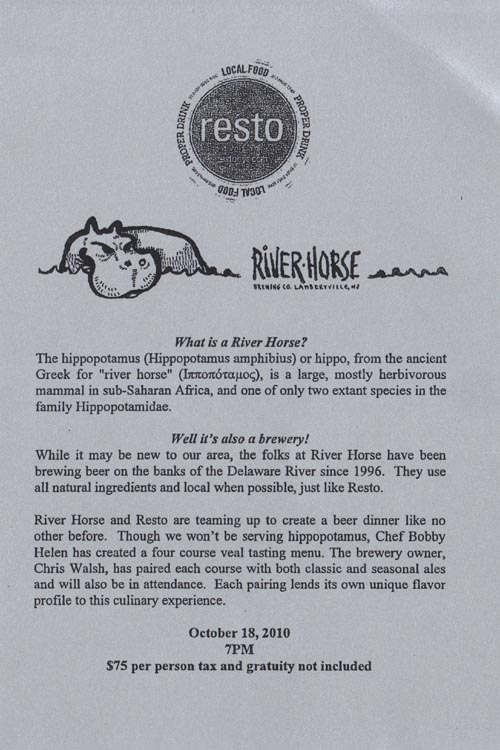 LOCAL FOOD
PROPER DRINK
PROPER DRINK
resto
LOCAL FOOD
RiVER·HORSE
BREWING CO. LAMBERTVILLE, NJ
What is a River Horse?
The hippopotamus (Hippopotamus amphibius) or hippo, from the ancient
Greek for "river horse" (Ιπποπόταμος), is a large, mostly herbivorous
mammal in sub-Saharan Africa, and one of only two extant species in the
family Hippopotamidae.
Well it's also a brewery!
While it may be new to our area, the folks at River Horse have been
brewing beer on the banks of the Delaware River since 1996. They use
all natural ingredients and local when possible, just like Resto.
River Horse and Resto are teaming up to create a beer dinner like no
other before. Though we won't be serving hippopotamus, Chef Bobby
Helen has created a four course veal tasting menu. The brewery owner,
Chris Walsh, has paired each course with both classic and seasonal ales
and will also be in attendance. Each pairing lends its own unique flavor
profile to this culinary experience.
October 18, 2010
7PM
$75 per person tax and gratuity not included